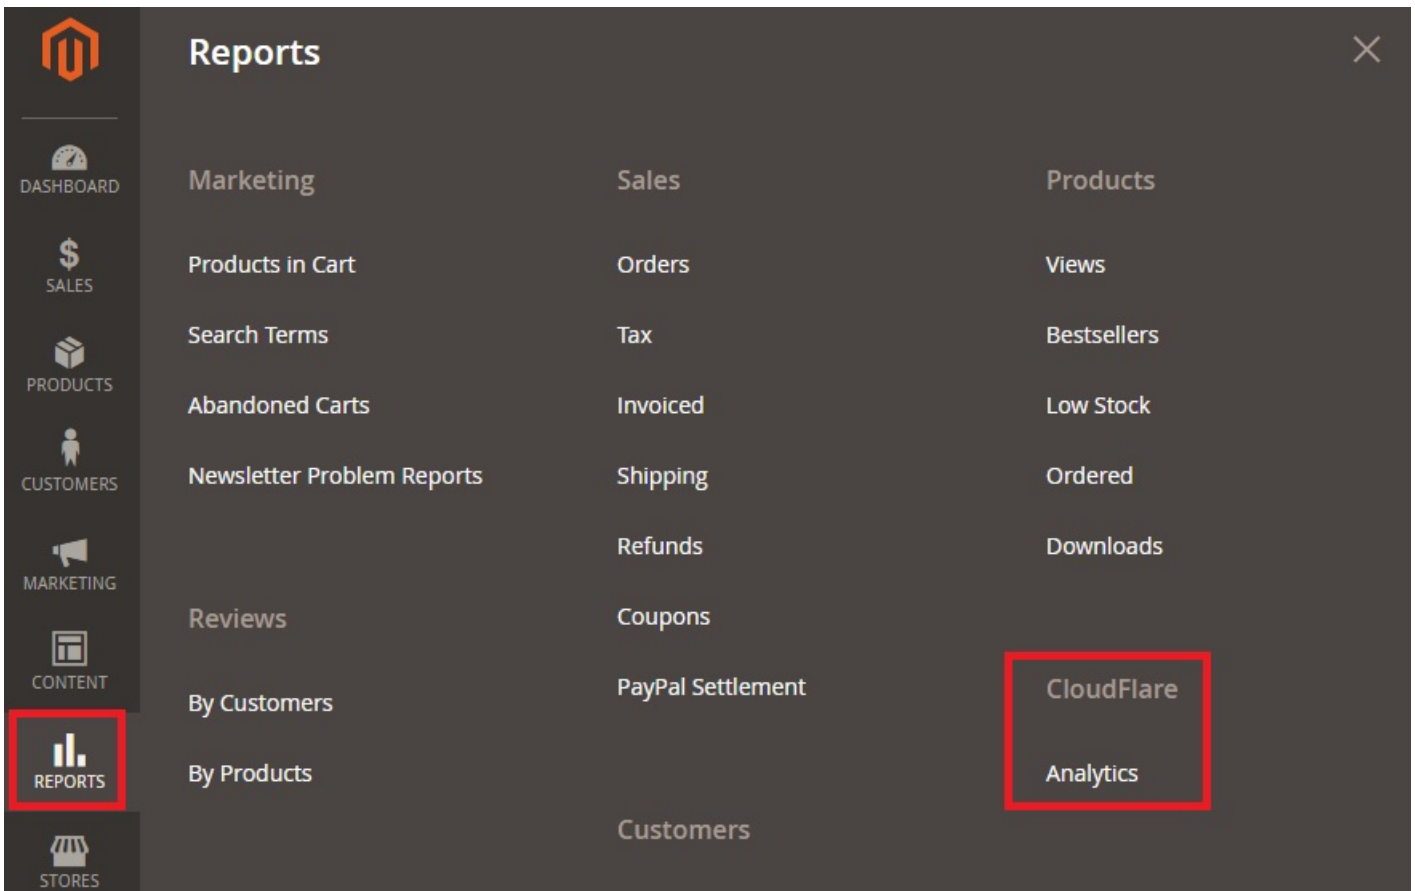 Reports
DASHBOARD
SALES
PRODUCTS
CUSTOMERS
MARKETING
CONTENT
REPORTS
STORES
Marketing
Products in Cart
Search Terms
Abandoned Carts
Newsletter Problem Reports
Reviews
By Customers
By Products
Sales
Orders
Tax
Invoiced
Shipping
Refunds
Coupons
PayPal Settlement
Customers
Products
Views
Bestsellers
Low Stock
Ordered
Downloads
CloudFlare
Analytics